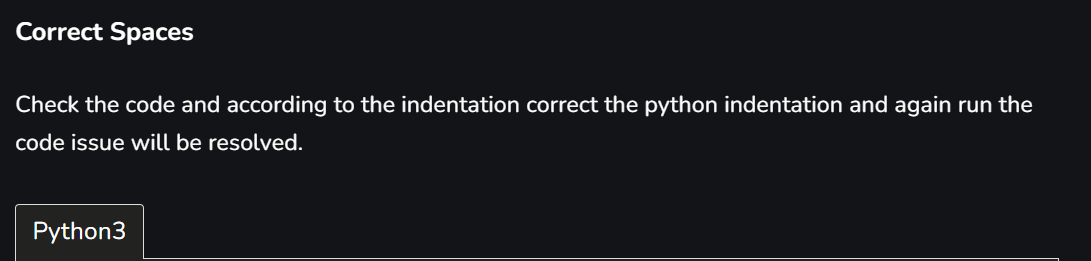 Correct Spaces
Check the code and according to the indentation correct the python indentation and again run the
code issue will be resolved.
Python3